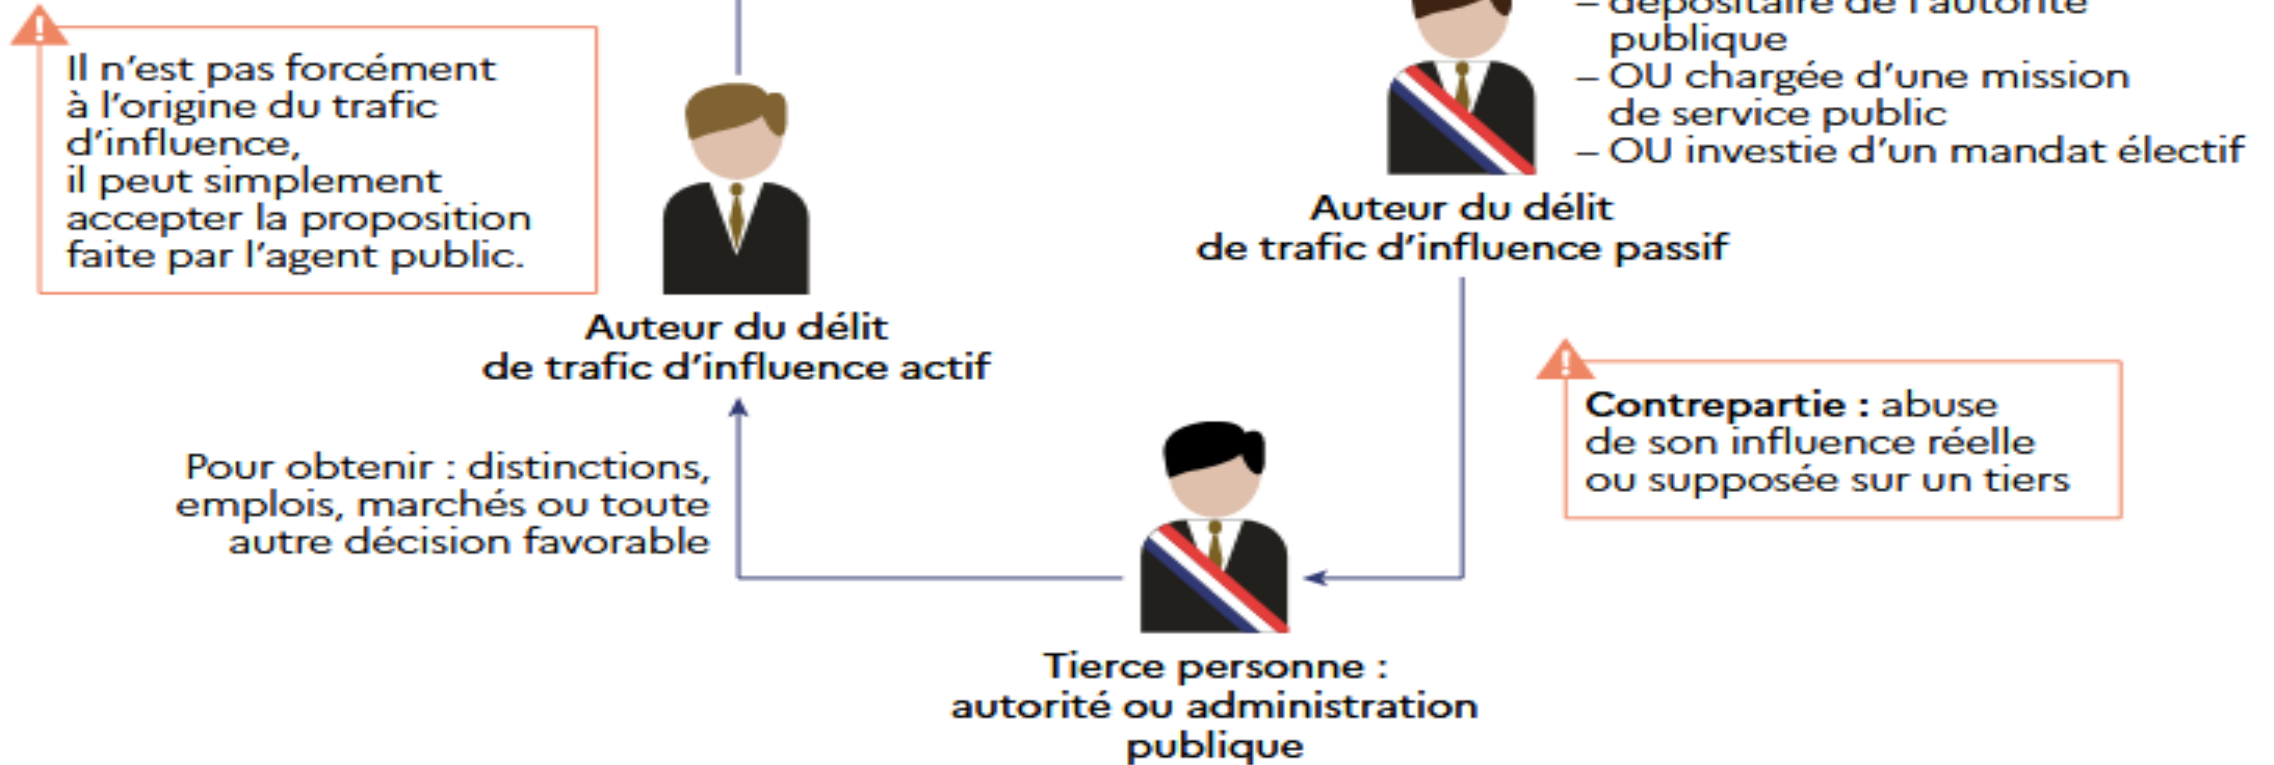 – dépositaire de l'autorité
publique
– OU chargée d'une mission
de service public
– OU investie d'un mandat électif
Il n'est pas forcément
à l'origine du trafic
d'influence,
il peut simplement
accepter la proposition
faite par l'agent public.
Auteur du délit
de trafic d'influence passif
Auteur du délit
de trafic d'influence actif
Contrepartie : abuse
de son influence réelle
ou supposée sur un tiers
Pour obtenir : distinctions,
emplois, marchés ou toute
autre décision favorable
Tierce personne :
autorité ou administration
publique